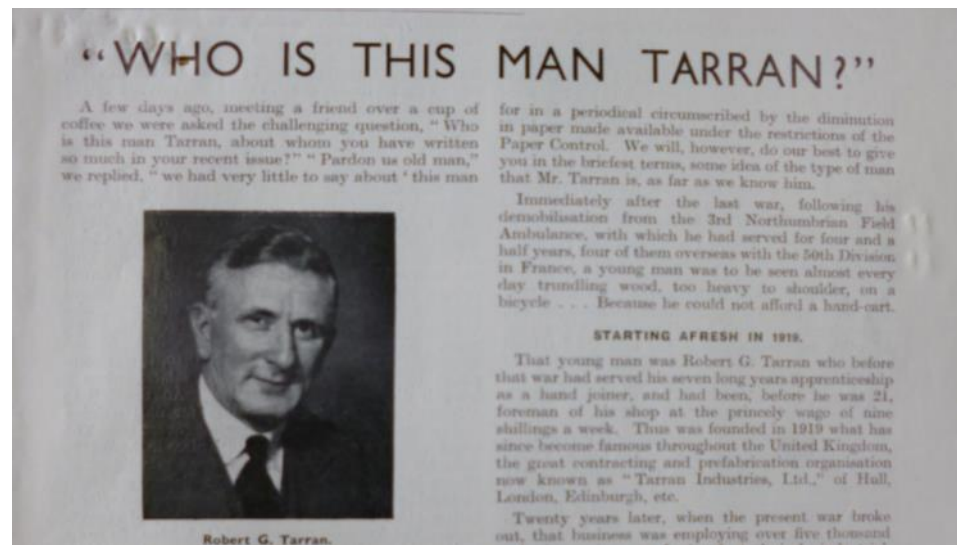 "WHO IS THIS MAN TARRAN?"
A few days ago, meeting a friend over a cup of
coffee we were asked the challenging question, "Who
is this man Tarran, about whom you have written
so much in your recent issue?" "Pardon us old man,"
we replied, "we had very little to say about 'this man
Robert G. Tarran.
for in a periodical circumscribed by the diminution
in paper made available under the restrictions of the
Paper Control. We will, however, do our best to give
you in the briefest terms, some idea of the type of man
that Mr. Tarran is, as far as we know him.
Immediately after the last war, following his
demobilisation from the 3rd Northumbrian Field
Ambulance, with which he had served for four and a
half years, four of them overseas with the 50th Division
in France, a young man was to be seen almost every
day trundling wood, too heavy to shoulder, on a
bicycle . . . Because he could not afford a hand-cart.
STARTING AFRESH IN 1919.
That young man was Robert G. Tarran who before
that war had served his seven long years apprenticeship
as a hand joiner, and had been, before he was 21,
foreman of his shop at the princely wage of nine
shillings a week. Thus was founded in 1919 what has
since become famous throughout the United Kingdom,
the great contracting and prefabrication organisation
now known as "Tarran Industries, Ltd.," of Hull,
London, Edinburgh, etc.
Twenty years later, when the present war broke
out, that business was employing over five thousand